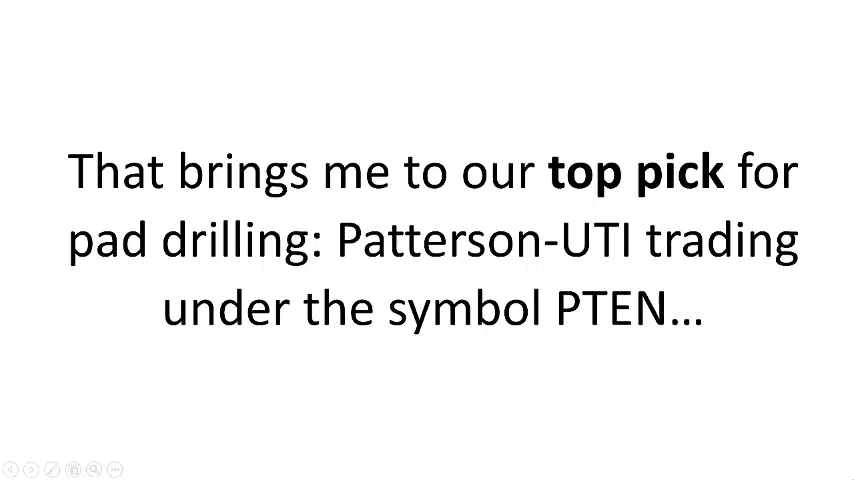 That brings me to our top pick for
pad drilling: Patterson-UTI trading
under the symbol PTEN…